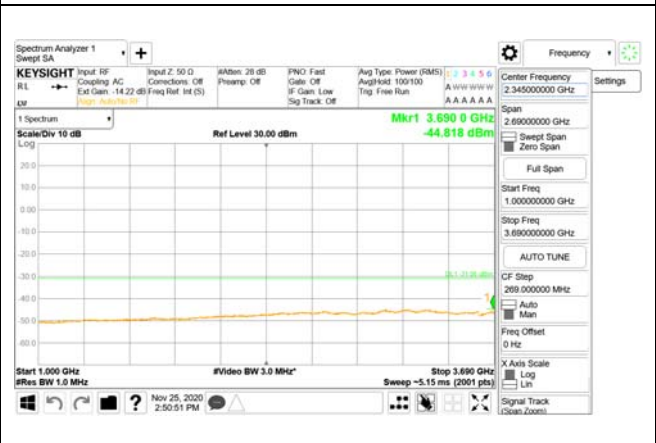 Spectrum Analyzer 1
Swept SA
+
Frequency
KEYSIGHT
RL
Input: RF
Coupling: AC
Ext Gain: -14.22 dB
Align: Auto/No RF
Input Z: 50 Ω
Corrections: Off
Freq Ref: Int (S)
#Atten: 28 dB
Preamp: Off
PNO: Fast
Gate: Off
IF Gain: Low
Sig Track: Off
Avg Type: Power (RMS)
Avg|Hold: 100/100
Trig: Free Run
1 2 3 4 5 6
A W W W W W
A A A A A A
1 Spectrum
Scale/Div 10 dB
Ref Level 30.00 dBm
Mkr1 3.690 0 GHz
-44.818 dBm
Log
20.0
10.0
0.00
-10.0
-20.0
-30.0
-40.0
-50.0
-60.0
1
Start 1.000 GHz
#Res BW 1.0 MHz
#Video BW 3.0 MHz*
Stop 3.690 GHz
Sweep ~5.15 ms (2001 pts)
Nov 25, 2020
2:50:51 PM
?
Center Frequency
2.345000000 GHz
Settings
Span
2.69000000 GHz
Swept Span
Zero Span
Full Span
Start Freq
1.000000000 GHz
Stop Freq
3.690000000 GHz
AUTO TUNE
CF Step
269.000000 MHz
Auto
Man
Freq Offset
0 Hz
X Axis Scale
Log
Lin
Signal Track
(Span Zoom)